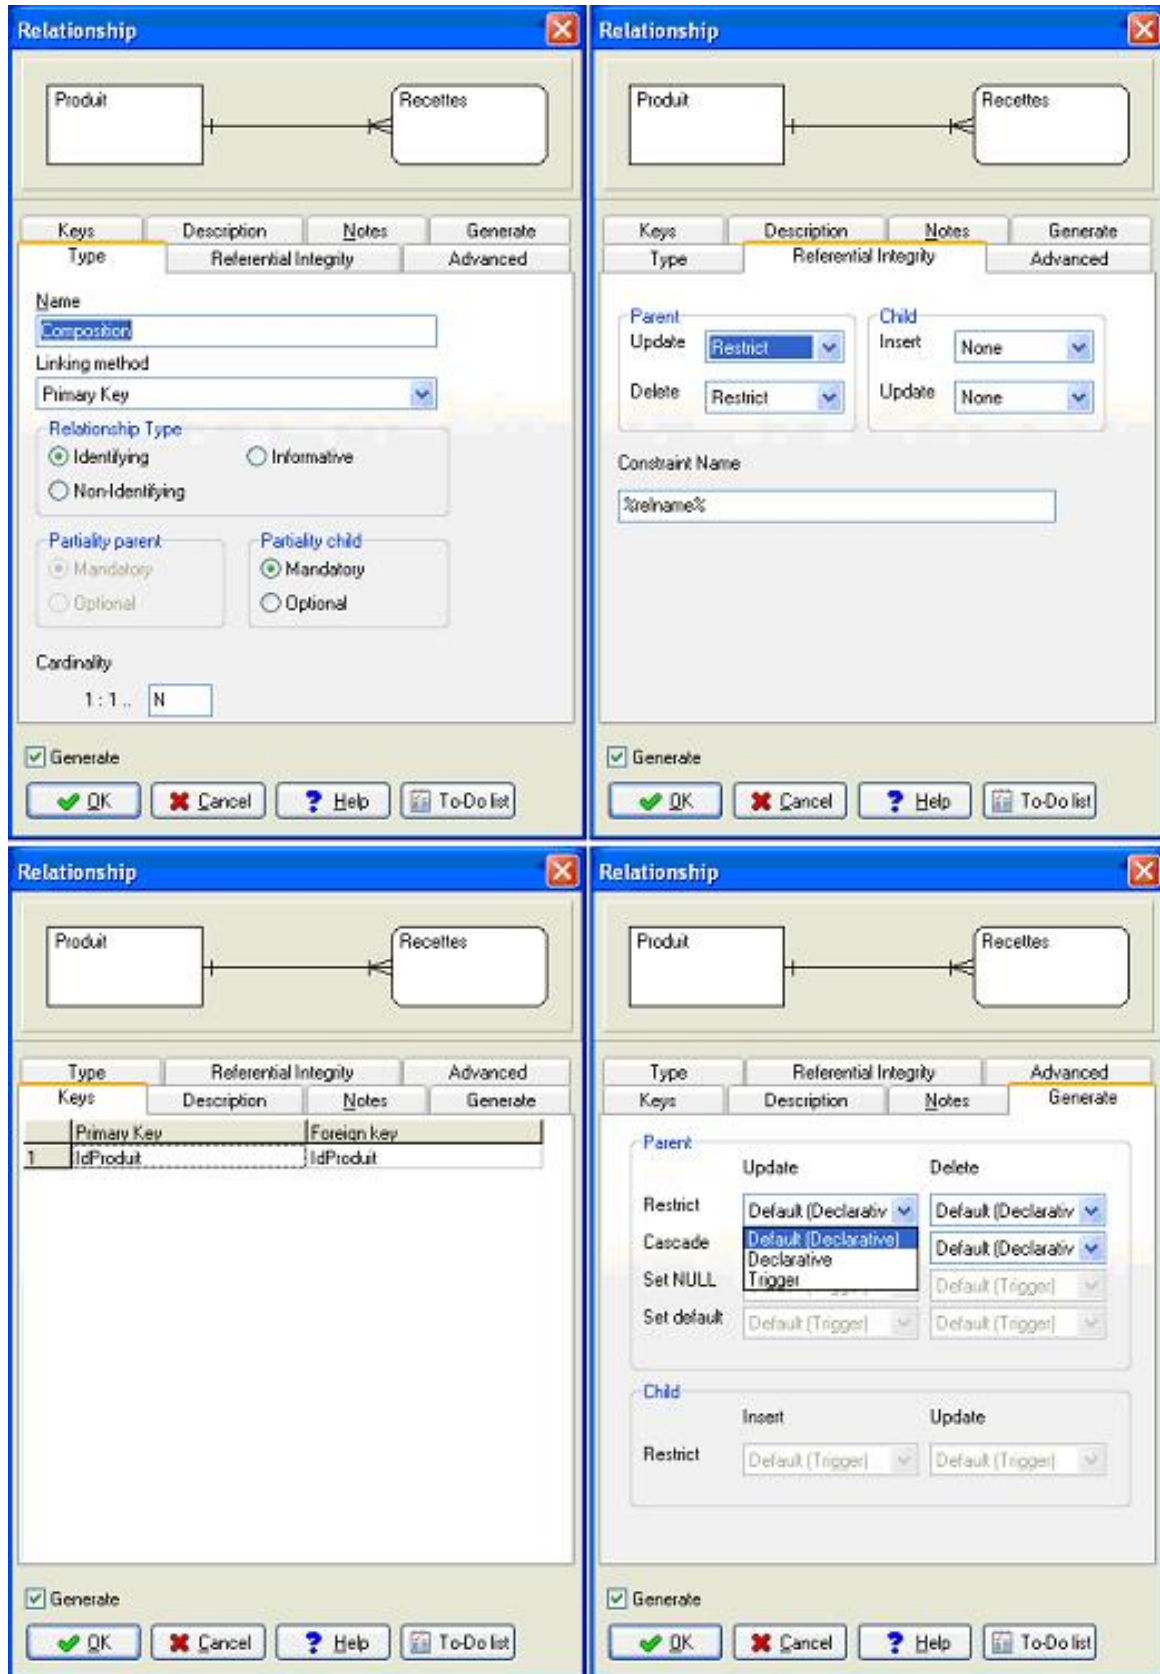 Relationship
Produit
Recettes
Keys Description Notes Generate
Type Referential Integrity Advanced
Name
Composition
Linking method
Primary Key
Relationship Type
Identifying Informative
Non-Identifying
Partiality parent Partiality child
Mandatory Mandatory
Optional Optional
Cardinality
1 : 1 .. N
Generate
OK Cancel Help To-Do list
Relationship
Produit
Recettes
Keys Description Notes Generate
Type Referential Integrity Advanced
Parent Child
Update Restrict Insert None
Delete Restrict Update None
Constraint Name
%relname%
Generate
OK Cancel Help To-Do list
Relationship
Produit
Recettes
Type Referential Integrity Advanced
Keys Description Notes Generate
Primary Key Foreign key
1 IdProduit IdProduit
Generate
OK Cancel Help To-Do list
Relationship
Produit
Recettes
Type Referential Integrity Advanced
Keys Description Notes Generate
Parent
Update Delete
Restrict Default (Declarativ Default (Declarativ
Cascade Default (Declarative) Default (Declarativ
Declarative
Set NULL Trigger Default (Trigger)
Set default Default (Trigger) Default (Trigger)
Child
Insert Update
Restrict Default (Trigger) Default (Trigger)
Generate
OK Cancel Help To-Do list